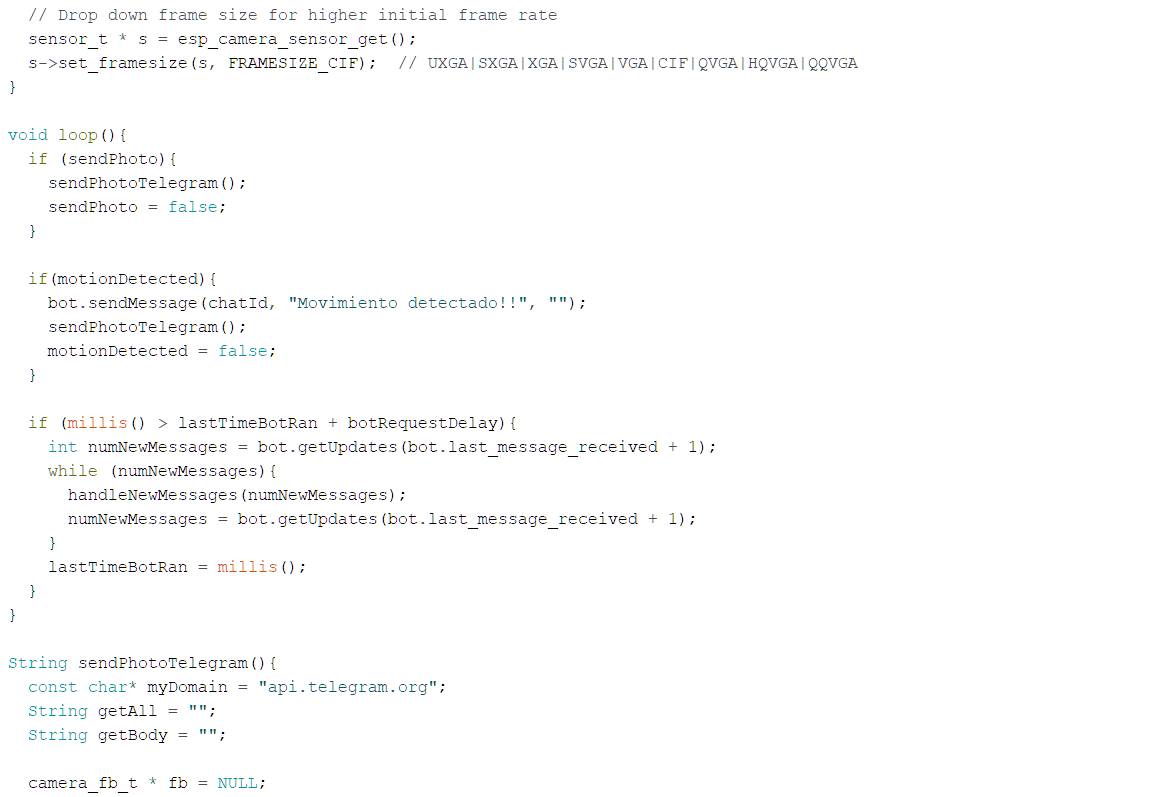 // Drop down frame size for higher initial frame rate
sensor_t * s = esp_camera_sensor_get();
s->set_framesize(s, FRAMESIZE_CIF);  // UXGA|SXGA|XGA|SVGA|VGA|CIF|QVGA|HQVGA|QQVGA
}
void loop(){
if (sendPhoto){
sendPhotoTelegram();
sendPhoto = false;
}
if(motionDetected){
bot.sendMessage(chatId, "Movimiento detectado!!", "");
sendPhotoTelegram();
motionDetected = false;
}
if (millis() > lastTimeBotRan + botRequestDelay){
int numNewMessages = bot.getUpdates(bot.last_message_received + 1);
while (numNewMessages){
handleNewMessages(numNewMessages);
numNewMessages = bot.getUpdates(bot.last_message_received + 1);
}
lastTimeBotRan = millis();
}
}
String sendPhotoTelegram(){
const char* myDomain = "api.telegram.org";
String getAll = "";
String getBody = "";
camera_fb_t * fb = NULL;